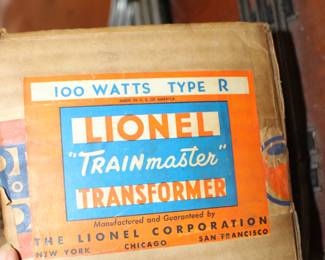 100 WATTS TYPE R
MADE IN U. S. OF AMERICA
LIONEL
"TRAINmaster"
TRANSFORMER
Manufactured and Guaranteed by
THE LIONEL CORPORATION
NEW YORK CHICAGO SAN FRANCISCO